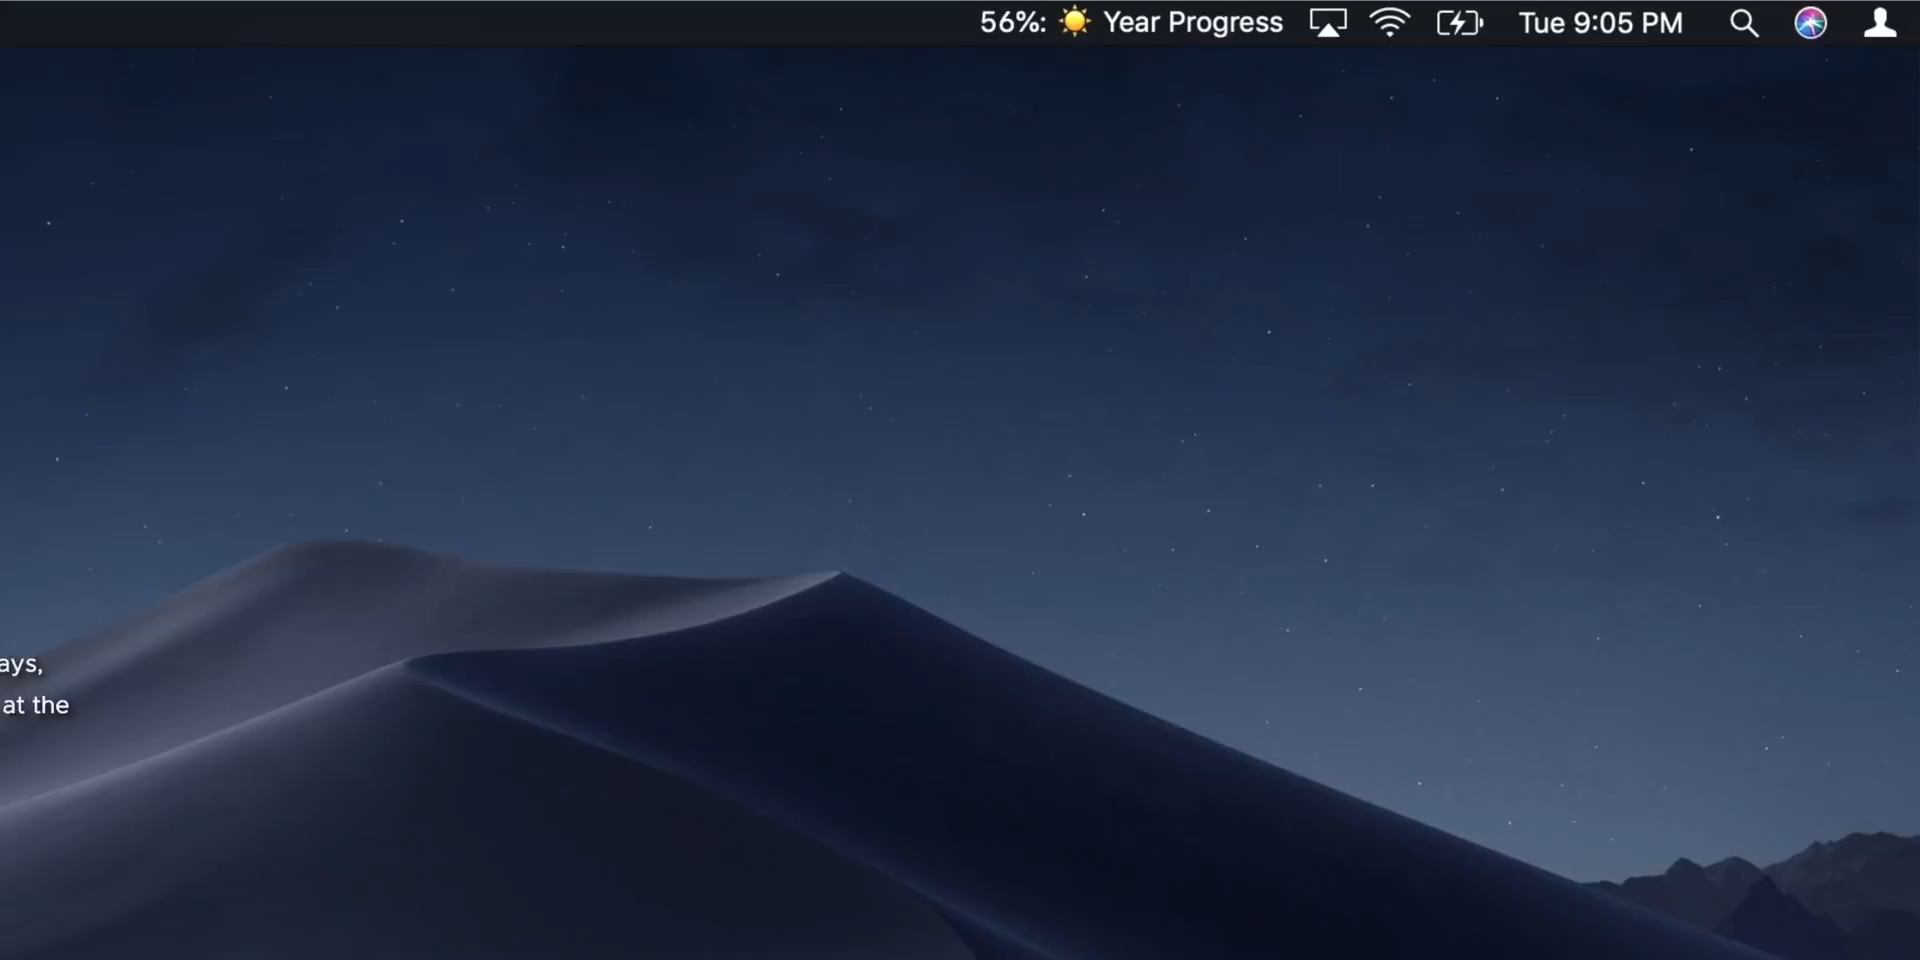 56%: ☀️ Year Progress Tue 9:05 PM
ays,
at the